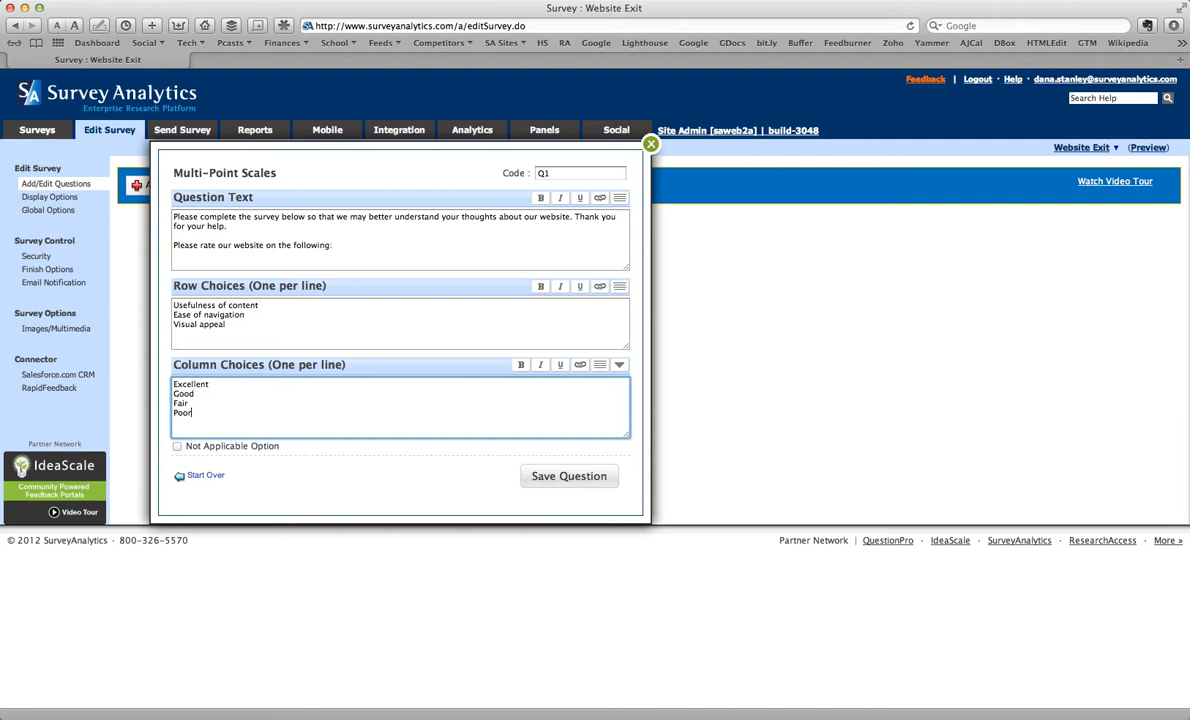 Survey : Website Exit
A A http://www.surveyanalytics.com/a/editSurvey.do Google
Dashboard Social Tech Pcasts Finances School Feeds Competitors SA Sites HS RA Google Lighthouse Google GDocs bit.ly Buffer Feedburner Zoho Yammer AJCal DBox HTMLEdit GTM Wikipedia
Survey : Website Exit
Feedback | Logout · Help · dana.stanley@surveyanalytics.com
SA Survey Analytics
Enterprise Research Platform
Search Help
Surveys Edit Survey Send Survey Reports Mobile Integration Analytics Panels Social Site Admin [saweb2a] | build-3048
Website Exit (Preview)
Edit Survey
Add/Edit Questions
Display Options
Global Options
Survey Control
Security
Finish Options
Email Notification
Survey Options
Images/Multimedia
Connector
Salesforce.com CRM
RapidFeedback
Partner Network
IdeaScale
Community Powered
Feedback Portals
Video Tour
Watch Video Tour
Multi-Point Scales Code : Q1
Question Text B I U
Please complete the survey below so that we may better understand your thoughts about our website. Thank you
for your help.
Please rate our website on the following:
Row Choices (One per line) B I U
Usefulness of content
Ease of navigation
Visual appeal
Column Choices (One per line) B I U
Excellent
Good
Fair
Poor
Not Applicable Option
Start Over Save Question
© 2012 SurveyAnalytics · 800-326-5570 Partner Network | QuestionPro · IdeaScale · SurveyAnalytics · ResearchAccess · More »